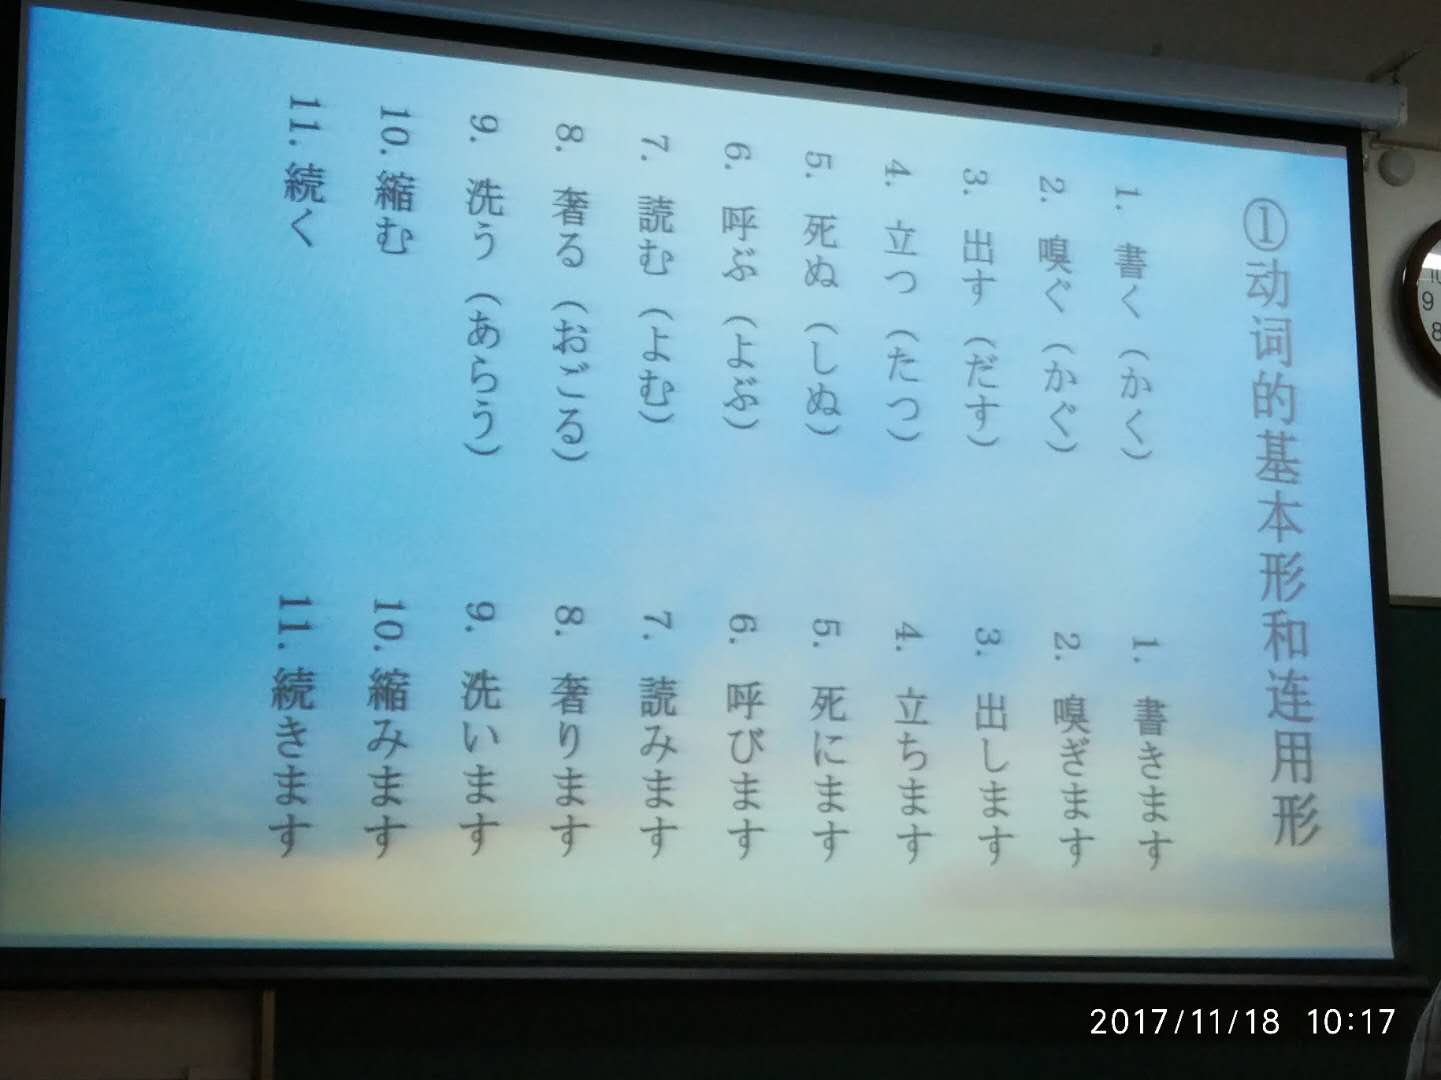 ①动词的基本形和连用形
1. 書く（かく）
2. 嗅ぐ（かぐ）
3. 出す（だす）
4. 立つ（たつ）
5. 死ぬ（しぬ）
6. 呼ぶ（よぶ）
7. 読む（よむ）
8. 奢る（おごる）
9. 洗う（あらう）
10. 縮む
11. 続く
1. 書きます
2. 嗅ぎます
3. 出します
4. 立ちます
5. 死にます
6. 呼びます
7. 読みます
8. 奢ります
9. 洗います
10. 縮みます
11. 続きます
10
9
8
2017/11/18 10:17